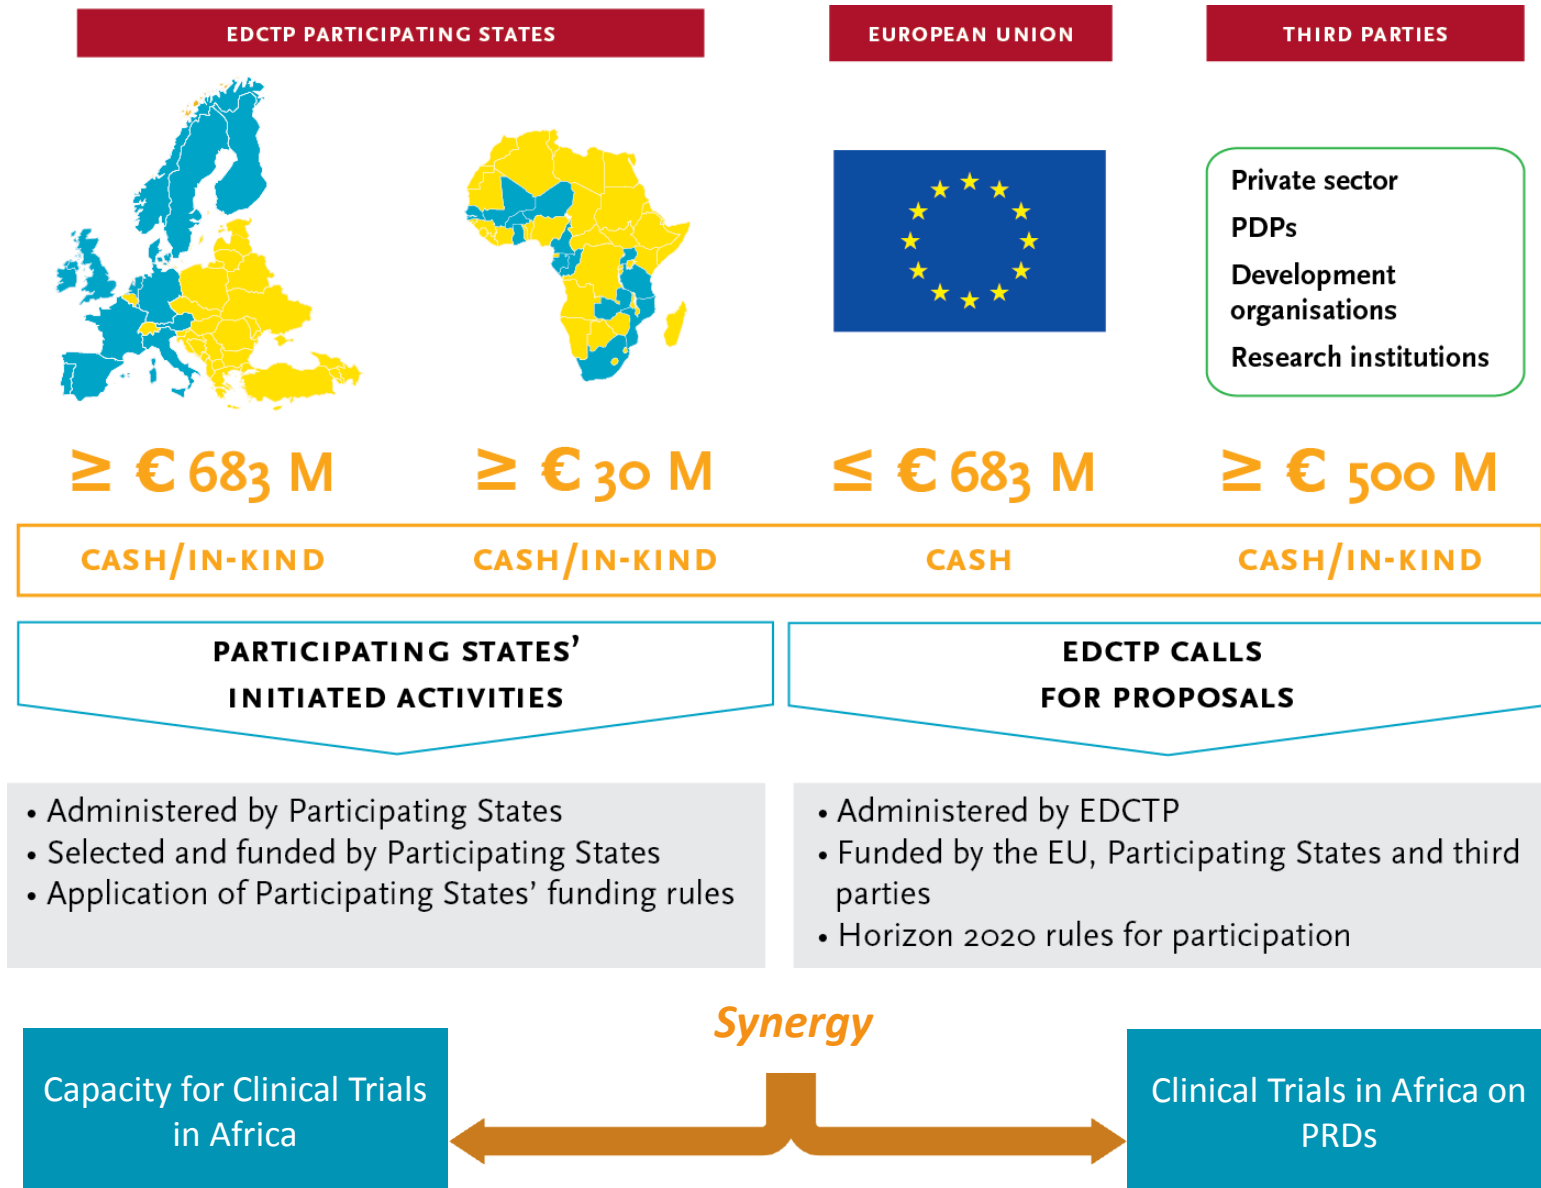 EDCTP PARTICIPATING STATES
EUROPEAN UNION
THIRD PARTIES
Private sector
PDPs
Development
organisations
Research institutions
≥ € 683 M
≥ € 30 M
≤ € 683 M
≥ € 500 M
CASH/IN-KIND
CASH/IN-KIND
CASH
CASH/IN-KIND
PARTICIPATING STATES’
INITIATED ACTIVITIES
EDCTP CALLS
FOR PROPOSALS
• Administered by Participating States
• Selected and funded by Participating States
• Application of Participating States’ funding rules
• Administered by EDCTP
• Funded by the EU, Participating States and third
parties
• Horizon 2020 rules for participation
Synergy
Capacity for Clinical Trials
in Africa
Clinical Trials in Africa on
PRDs